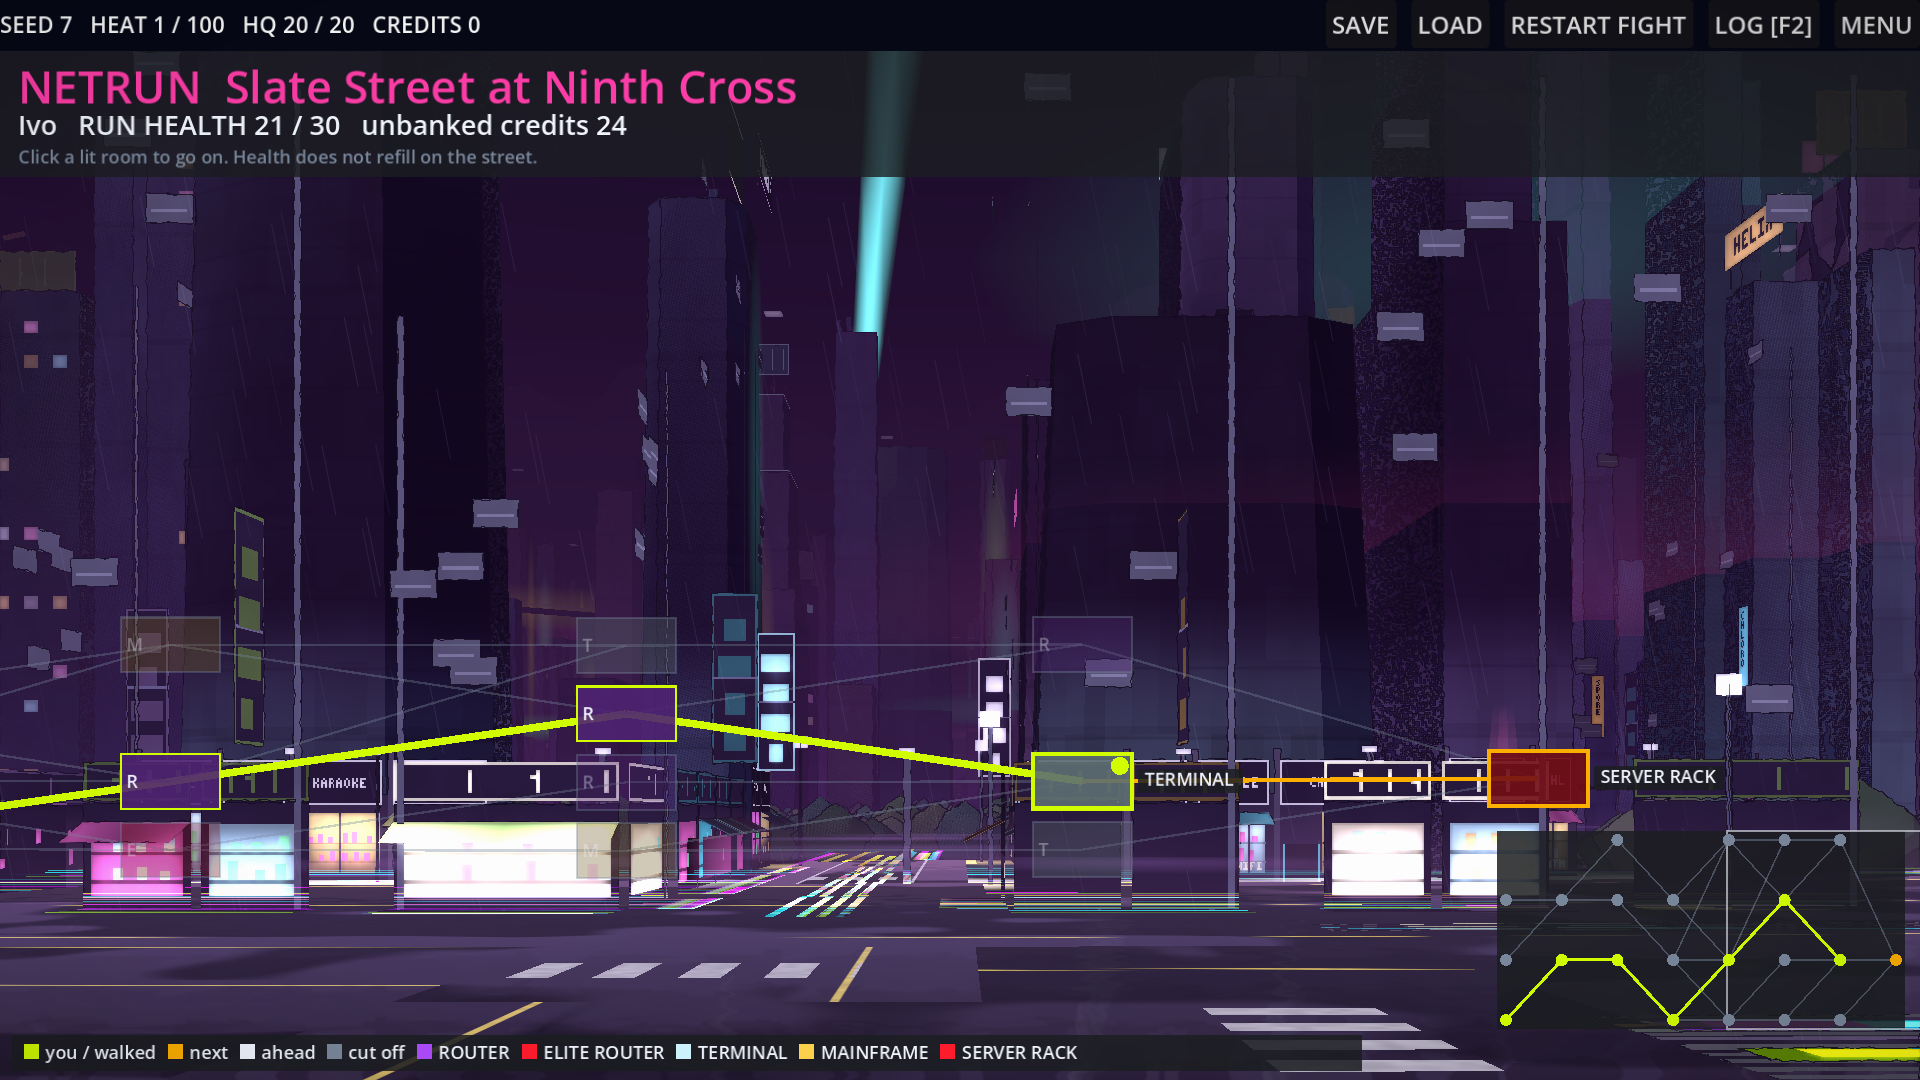 SEED 7 HEAT 1 / 100 HQ 20 / 20 CREDITS 0 SAVE LOAD RESTART FIGHT LOG [F2] MENU
NETRUN Slate Street at Ninth Cross
Ivo RUN HEALTH 21 / 30 unbanked credits 24
Click a lit room to go on. Health does not refill on the street.
M T R
R
R KARAOKE R TERMINAL SERVER RACK
E M T
CHLORO
you / walked next ahead cut off ROUTER ELITE ROUTER TERMINAL MAINFRAME SERVER RACK